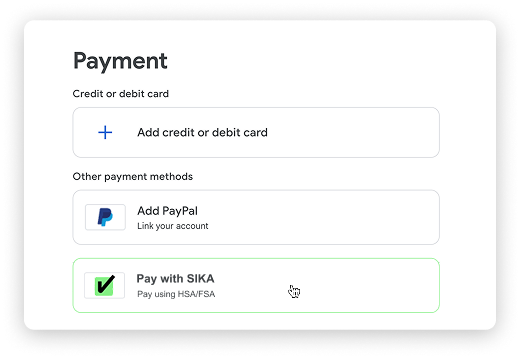 Payment
Credit or debit card
Add credit or debit card
Other payment methods
Add PayPal
Link your account
Pay with SIKA
Pay using HSA/FSA